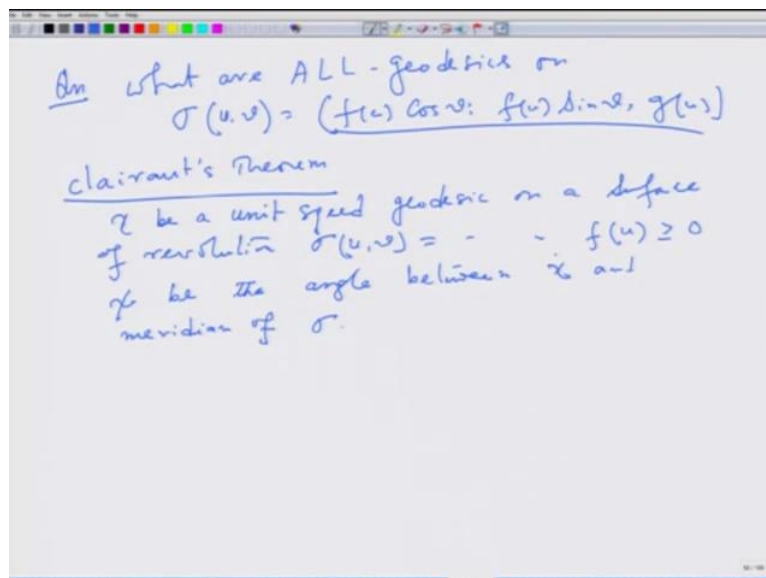 Qn What are ALL - geodesics on
σ(u,v) = (f(u) Cos v, f(u) Sin v, g(u))
Clairaut's Theorem
γ be a unit speed geodesic on a surface
of revolution σ(u,v) = - - f(u) ≥ 0
ψ be the angle between γ̇ and
meridian of σ.